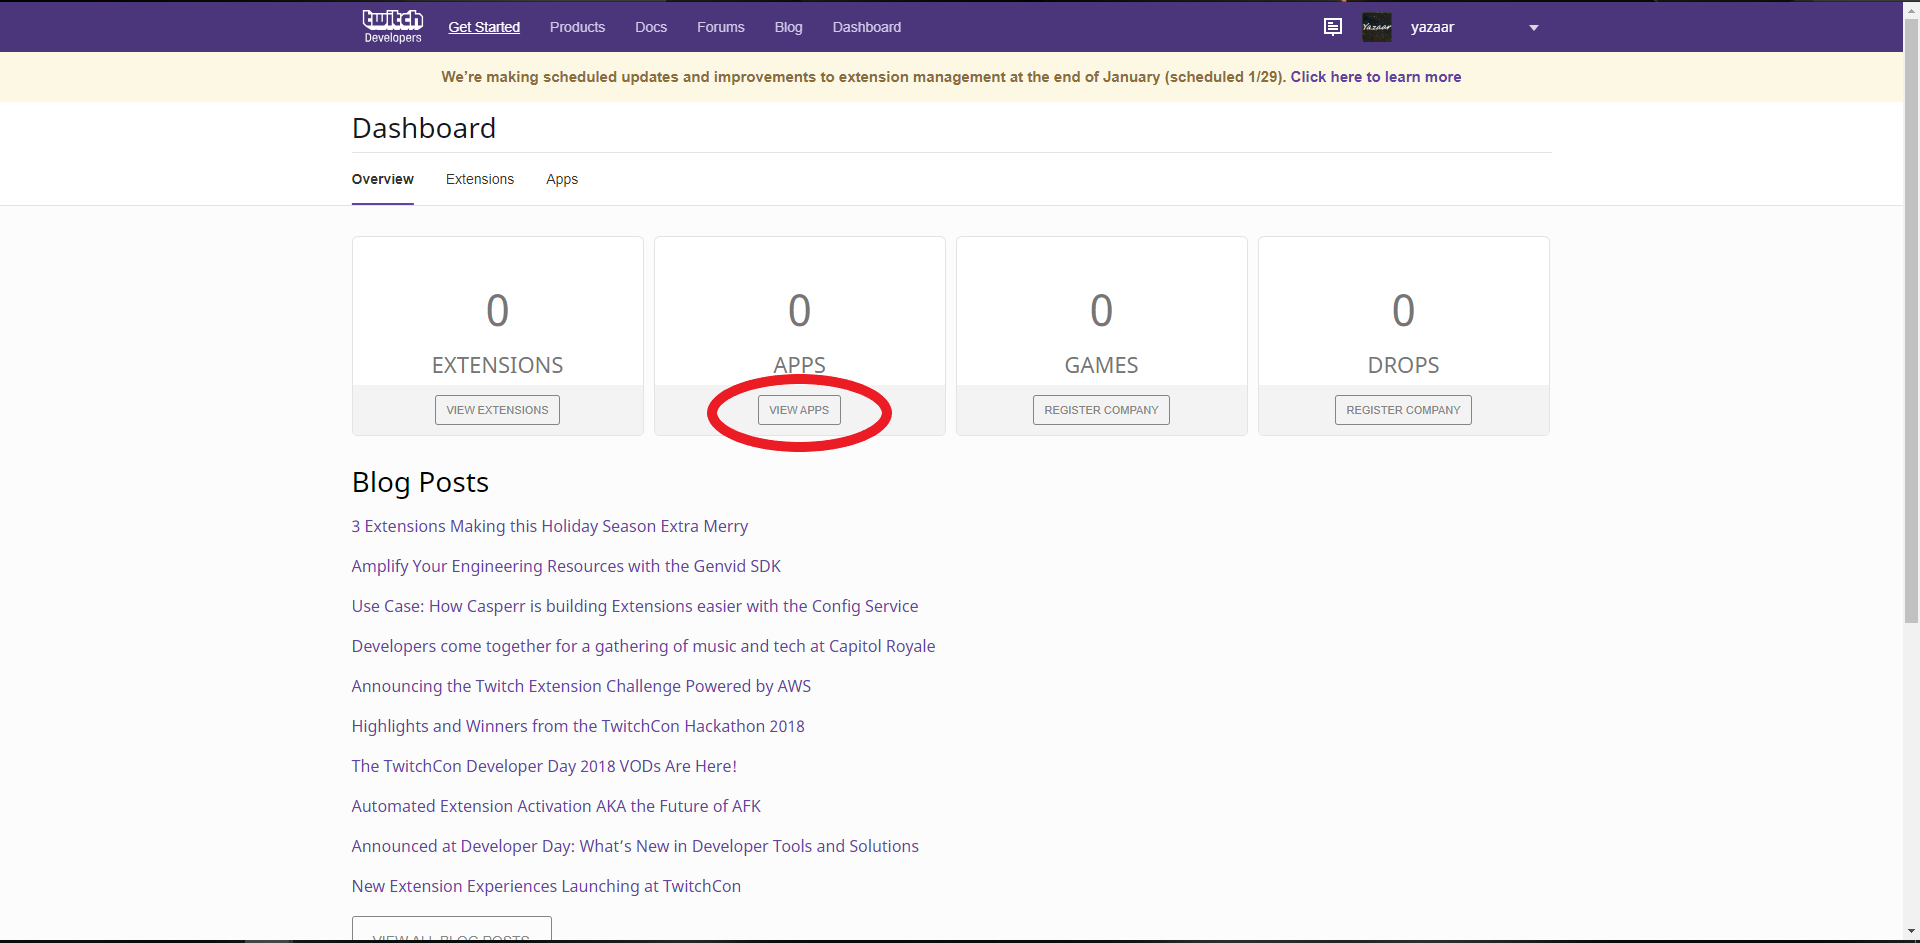 twitch
Developers
Get Started
Products
Docs
Forums
Blog
Dashboard
Yazaar
yazaar
We're making scheduled updates and improvements to extension management at the end of January (scheduled 1/29). Click here to learn more
Dashboard
Overview
Extensions
Apps
0
EXTENSIONS
VIEW EXTENSIONS
0
APPS
VIEW APPS
0
GAMES
REGISTER COMPANY
0
DROPS
REGISTER COMPANY
Blog Posts
3 Extensions Making this Holiday Season Extra Merry
Amplify Your Engineering Resources with the Genvid SDK
Use Case: How Casperr is building Extensions easier with the Config Service
Developers come together for a gathering of music and tech at Capitol Royale
Announcing the Twitch Extension Challenge Powered by AWS
Highlights and Winners from the TwitchCon Hackathon 2018
The TwitchCon Developer Day 2018 VODs Are Here!
Automated Extension Activation AKA the Future of AFK
Announced at Developer Day: What's New in Developer Tools and Solutions
New Extension Experiences Launching at TwitchCon
VIEW ALL BLOG POSTS